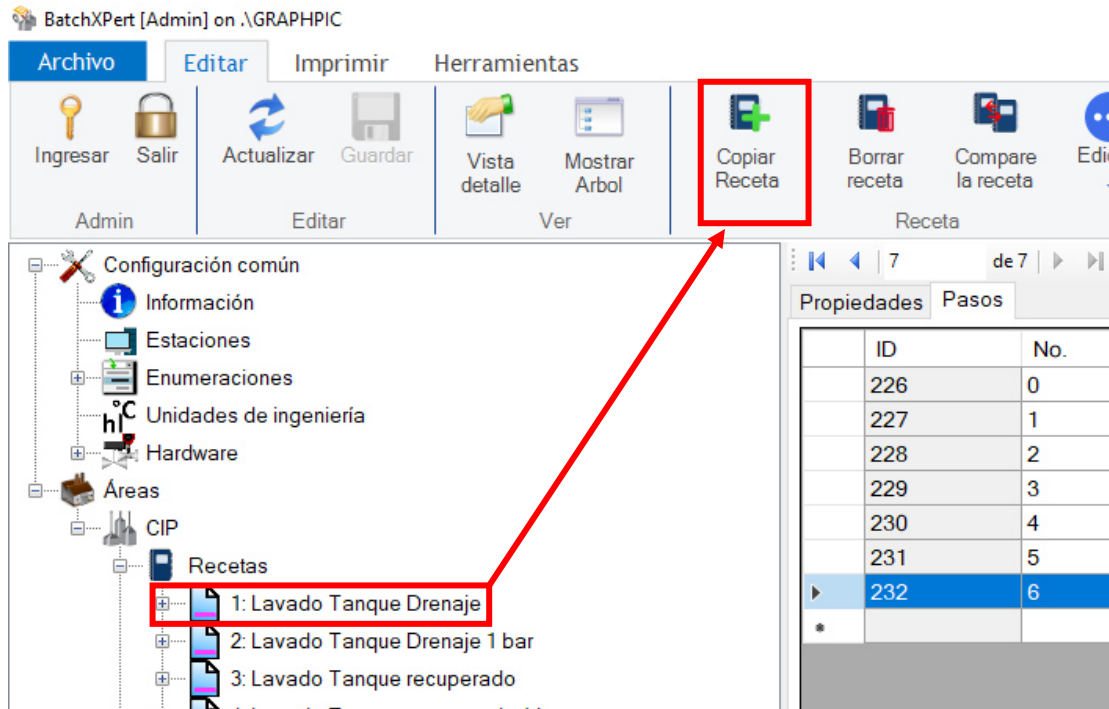 BatchXPert [Admin] on .\GRAPHPIC
Archivo Editar Imprimir Herramientas
Ingresar Salir Actualizar Guardar Vista detalle Mostrar Arbol Copiar Receta Borrar receta Compare la receta
Admin Editar Ver Receta
Configuración común
Información
Estaciones
Enumeraciones
h °C Unidades de ingeniería
Hardware
Áreas
CIP
Recetas
1: Lavado Tanque Drenaje
2: Lavado Tanque Drenaje 1 bar
3: Lavado Tanque recuperado
7 de 7
Propiedades Pasos
ID No.
226 0
227 1
228 2
229 3
230 4
231 5
232 6